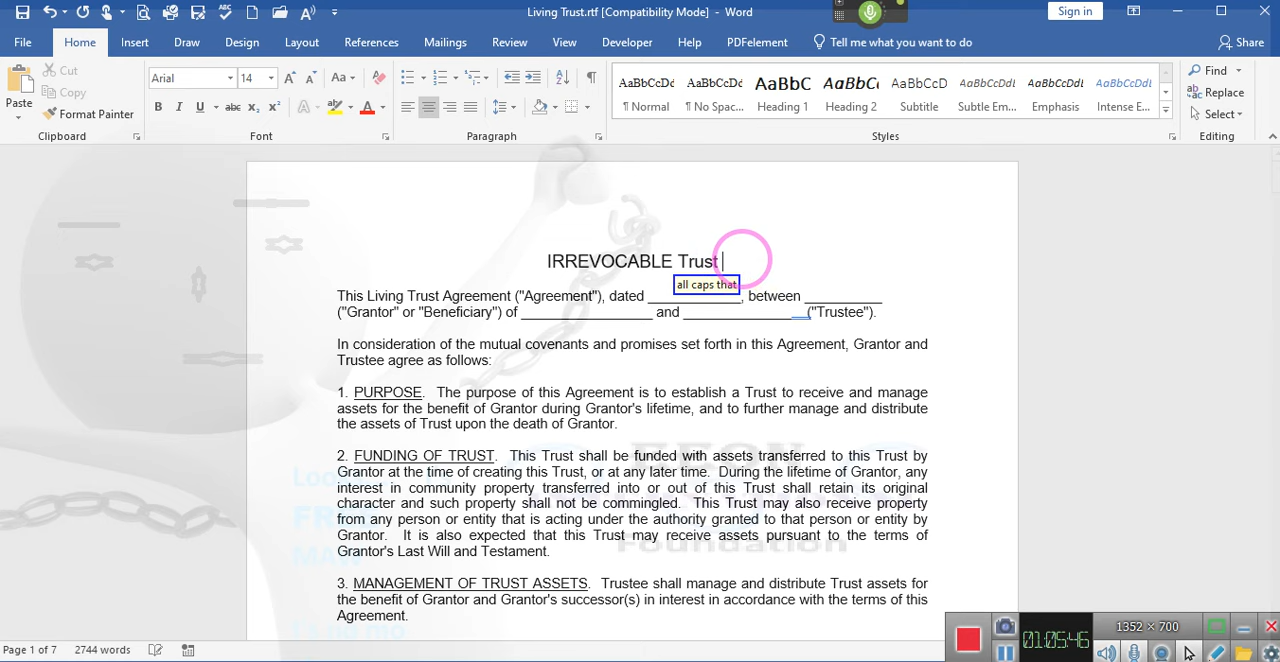 Living Trust.rtf [Compatibility Mode] - Word
Sign in
File Home Insert Draw Design Layout References Mailings Review View Developer Help PDFelement Tell me what you want to do Share
Cut
Copy
Paste
Format Painter
Clipboard
Arial 14
Font
Paragraph
AaBbCcDd AaBbCcDd AaBbC AaBbCc AaBbCcD AaBbCcDdI AaBbCcDdI AaBbCcDdI
¶ Normal ¶ No Spac... Heading 1 Heading 2 Subtitle Subtle Em... Emphasis Intense E...
Styles
Find
Replace
Select
Editing
IRREVOCABLE Trust
all caps that
This Living Trust Agreement ("Agreement"), dated ___________, between __________
("Grantor" or "Beneficiary") of _________________ and ________________ ("Trustee").
In consideration of the mutual covenants and promises set forth in this Agreement, Grantor and
Trustee agree as follows:
1. PURPOSE. The purpose of this Agreement is to establish a Trust to receive and manage
assets for the benefit of Grantor during Grantor's lifetime, and to further manage and distribute
the assets of Trust upon the death of Grantor.
2. FUNDING OF TRUST. This Trust shall be funded with assets transferred to this Trust by
Grantor at the time of creating this Trust, or at any later time. During the lifetime of Grantor, any
interest in community property transferred into or out of this Trust shall retain its original
character and such property shall not be commingled. This Trust may also receive property
from any person or entity that is acting under the authority granted to that person or entity by
Grantor. It is also expected that this Trust may receive assets pursuant to the terms of
Grantor's Last Will and Testament.
Foundation
3. MANAGEMENT OF TRUST ASSETS. Trustee shall manage and distribute Trust assets for
the benefit of Grantor and Grantor's successor(s) in interest in accordance with the terms of this
Agreement.
1352 × 700
01:05:46
Page 1 of 7 2744 words